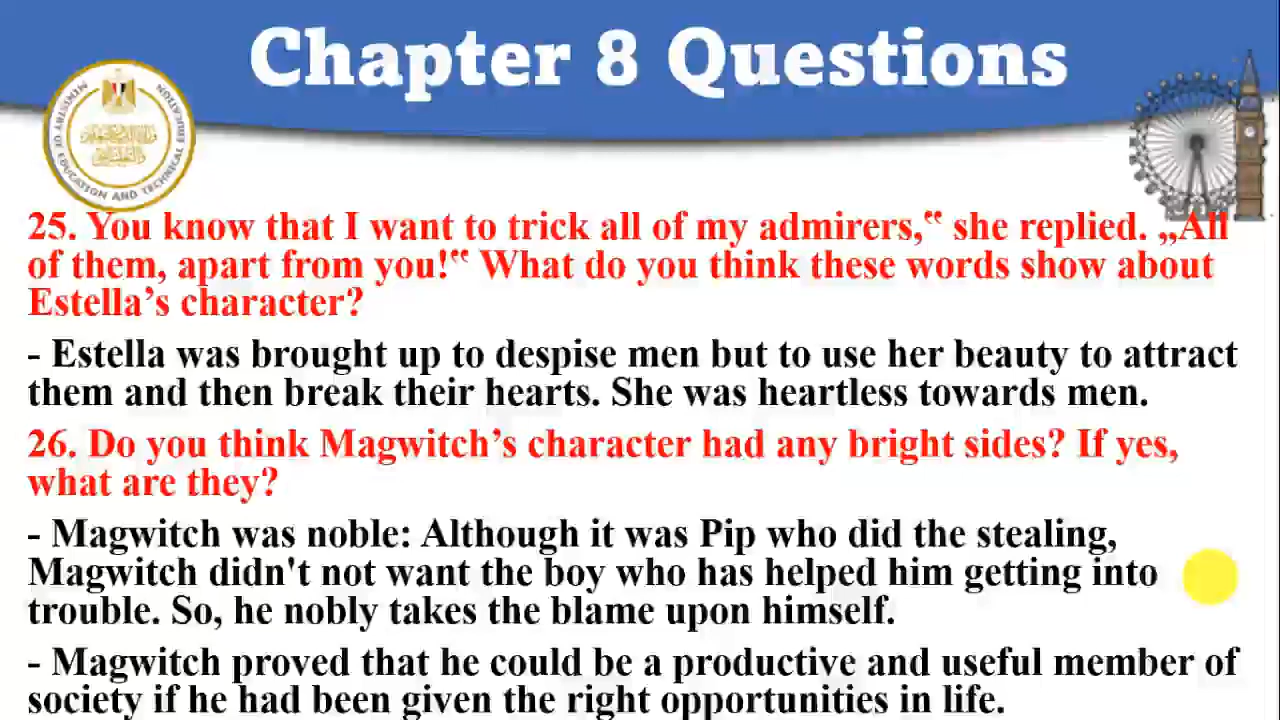 Chapter 8 Questions
MINISTRY OF EDUCATION AND TECHNICAL EDUCATION
25. You know that I want to trick all of my admirers,‟ she replied. „All
of them, apart from you!‟ What do you think these words show about
Estella’s character?
- Estella was brought up to despise men but to use her beauty to attract
them and then break their hearts. She was heartless towards men.
26. Do you think Magwitch’s character had any bright sides? If yes,
what are they?
- Magwitch was noble: Although it was Pip who did the stealing,
Magwitch didn't not want the boy who has helped him getting into
trouble. So, he nobly takes the blame upon himself.
- Magwitch proved that he could be a productive and useful member of
society if he had been given the right opportunities in life.